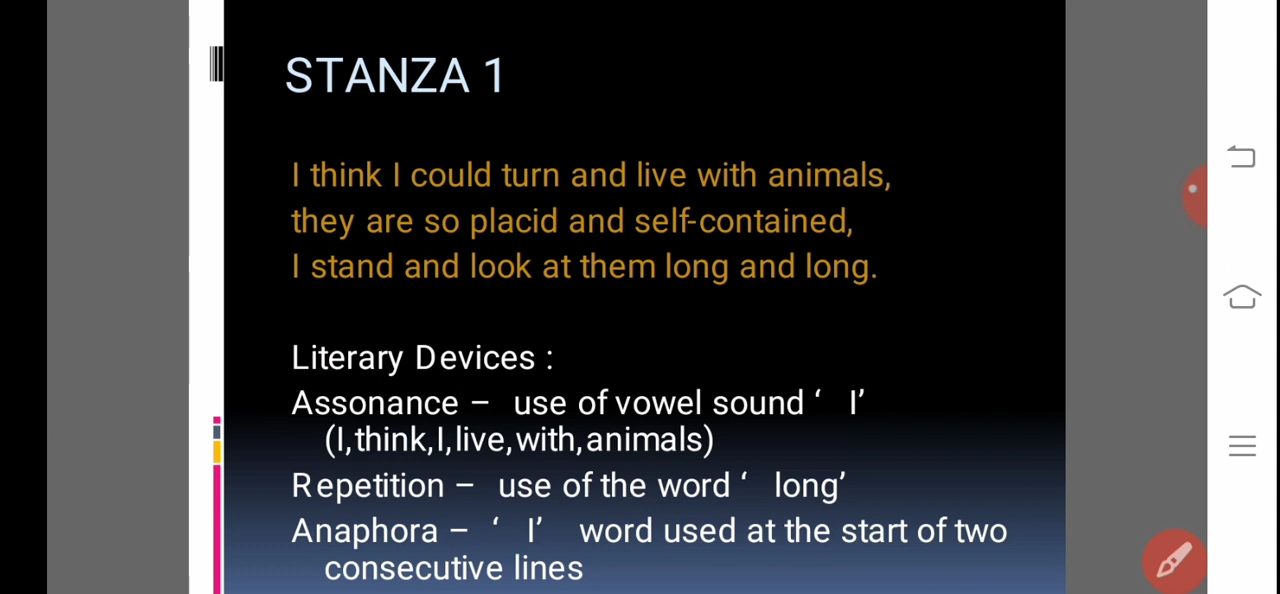 STANZA 1
I think I could turn and live with animals,
they are so placid and self-contained,
I stand and look at them long and long.
Literary Devices :
Assonance – use of vowel sound ‘ I’
(I,think,I,live,with,animals)
Repetition – use of the word ‘ long’
Anaphora – ‘ I’ word used at the start of two
consecutive lines